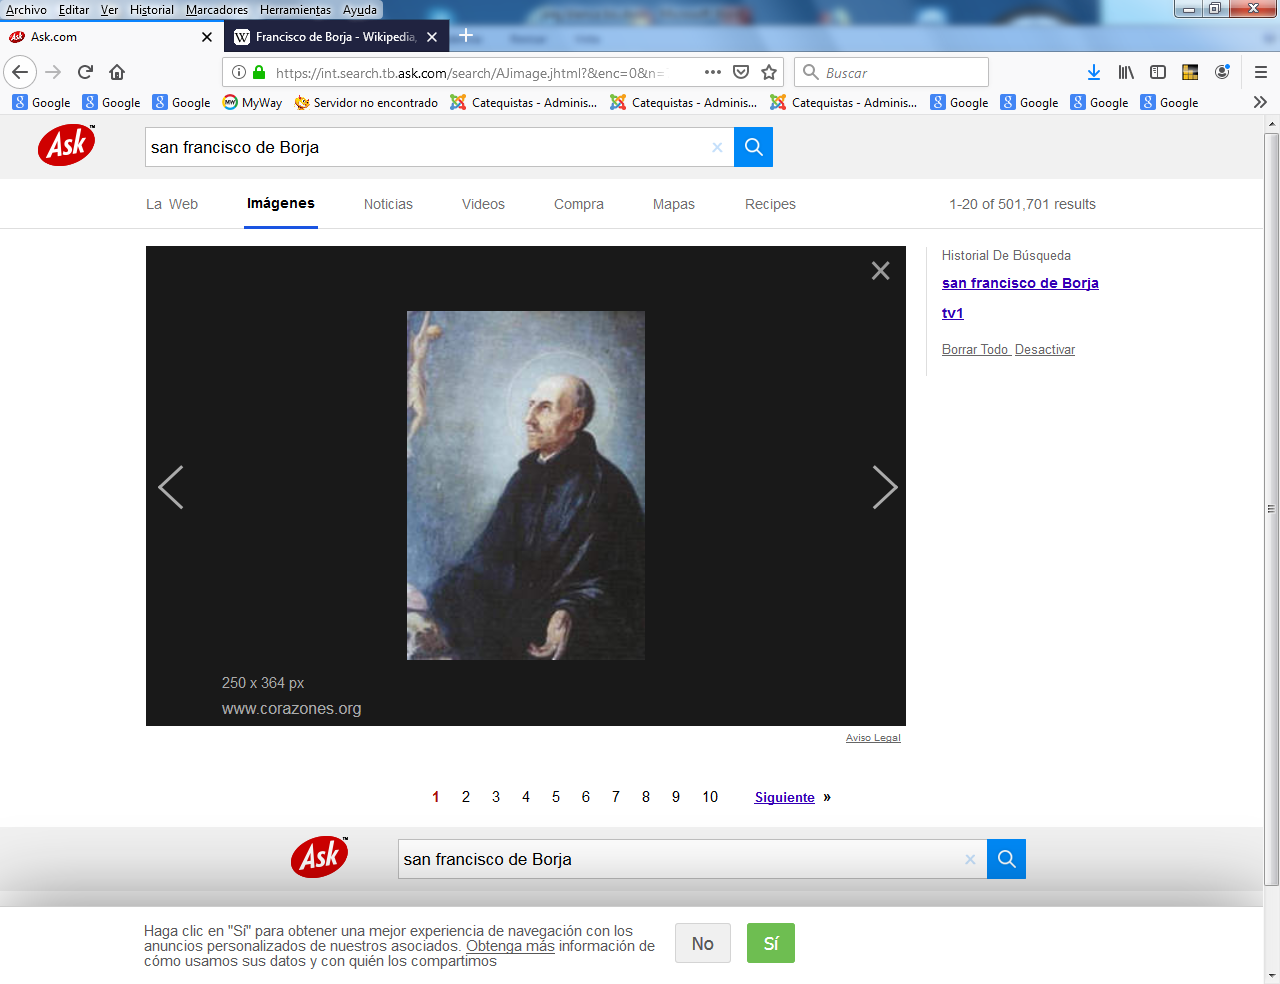 Archivo Editar Ver Historial Marcadores Herramientas Ayuda
Ask.com
W Francisco de Borja - Wikipedia,
https://int.search.tb.ask.com/search/AJimage.jhtml?&enc=0&n=
Buscar
Google Google Google MyWay Servidor no encontrado Catequistas - Adminis... Catequistas - Adminis... Catequistas - Adminis... Google Google Google Google
Ask™ san francisco de Borja
La Web Imágenes Noticias Videos Compra Mapas Recipes 1-20 of 501,701 results
Historial De Búsqueda
san francisco de Borja
tv1
Borrar Todo Desactivar
250 x 364 px
www.corazones.org
Aviso Legal
1 2 3 4 5 6 7 8 9 10 Siguiente »
Ask™ san francisco de Borja
Haga clic en "Sí" para obtener una mejor experiencia de navegación con los
anuncios personalizados de nuestros asociados. Obtenga más información de
cómo usamos sus datos y con quién los compartimos
No Sí